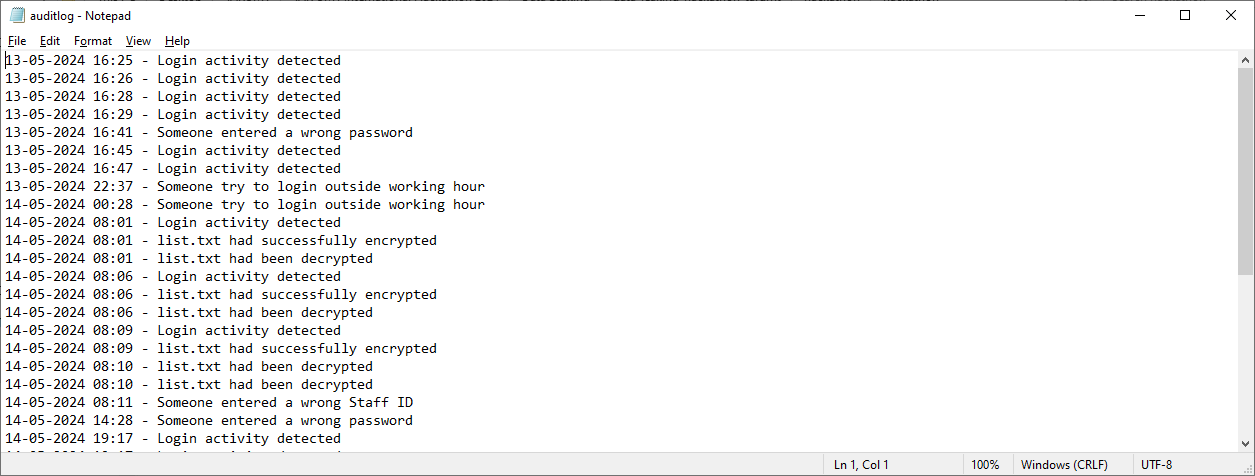 auditlog - Notepad
File Edit Format View Help
13-05-2024 16:25 - Login activity detected
13-05-2024 16:26 - Login activity detected
13-05-2024 16:28 - Login activity detected
13-05-2024 16:29 - Login activity detected
13-05-2024 16:41 - Someone entered a wrong password
13-05-2024 16:45 - Login activity detected
13-05-2024 16:47 - Login activity detected
13-05-2024 22:37 - Someone try to login outside working hour
14-05-2024 00:28 - Someone try to login outside working hour
14-05-2024 08:01 - Login activity detected
14-05-2024 08:01 - list.txt had successfully encrypted
14-05-2024 08:01 - list.txt had been decrypted
14-05-2024 08:06 - Login activity detected
14-05-2024 08:06 - list.txt had successfully encrypted
14-05-2024 08:06 - list.txt had been decrypted
14-05-2024 08:09 - Login activity detected
14-05-2024 08:09 - list.txt had successfully encrypted
14-05-2024 08:10 - list.txt had been decrypted
14-05-2024 08:10 - list.txt had been decrypted
14-05-2024 08:11 - Someone entered a wrong Staff ID
14-05-2024 14:28 - Someone entered a wrong password
14-05-2024 19:17 - Login activity detected
Ln 1, Col 1 100% Windows (CRLF) UTF-8